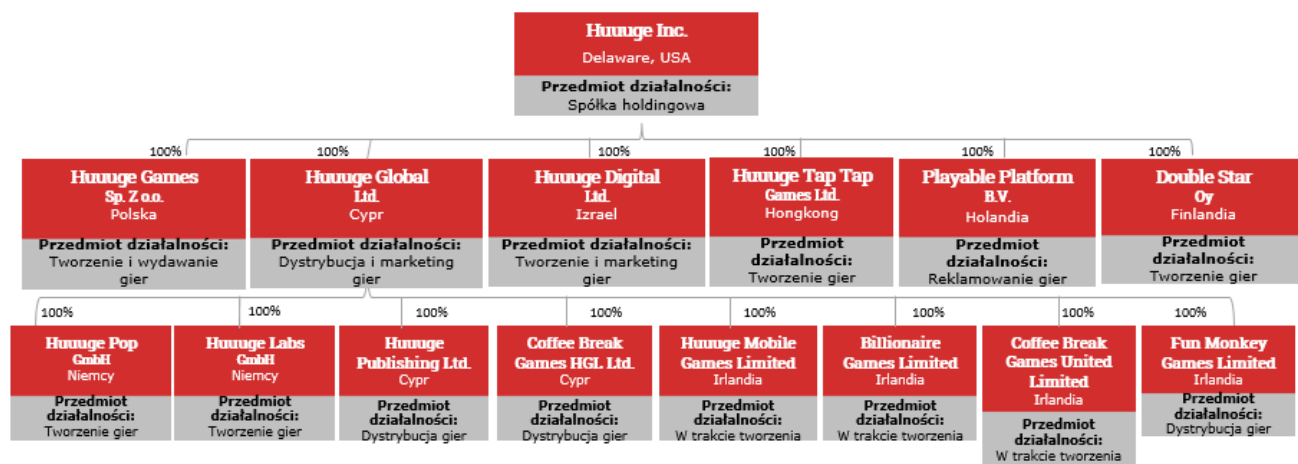 Huuuge Inc.
Delaware, USA
Przedmiot działalności:
Spółka holdingowa
100%
100%
100%
100%
100%
100%
Huuuge Games
Sp. Z o.o.
Polska
Przedmiot działalności:
Tworzenie i wydawanie
gier
Huuuge Global
Ltd.
Cypr
Przedmiot działalności:
Dystrybucja i marketing
gier
Huuuge Digital
Ltd.
Izrael
Przedmiot działalności:
Tworzenie i marketing
gier
Huuuge Tap Tap
Games Ltd.
Hongkong
Przedmiot
działalności:
Tworzenie gier
Playable Platform
B.V.
Holandia
Przedmiot
działalności:
Reklamowanie gier
Double Star
Oy
Finlandia
Przedmiot
działalności:
Tworzenie gier
100%
100%
100%
100%
100%
100%
100%
100%
Huuuge Pop
GmbH
Niemcy
Przedmiot
działalności:
Tworzenie gier
Huuuge Labs
GmbH
Niemcy
Przedmiot
działalności:
Tworzenie gier
Huuuge
Publishing Ltd.
Cypr
Przedmiot
działalności:
Dystrybucja gier
Coffee Break
Games HGL Ltd.
Cypr
Przedmiot
działalności:
Dystrybucja gier
Huuuge Mobile
Games Limited
Irlandia
Przedmiot
działalności:
W trakcie tworzenia
Billionaire
Games Limited
Irlandia
Przedmiot
działalności:
W trakcie tworzenia
Coffee Break
Games United
Limited
Irlandia
Przedmiot
działalności:
W trakcie tworzenia
Fun Monkey
Games Limited
Irlandia
Przedmiot
działalności:
Dystrybucja gier